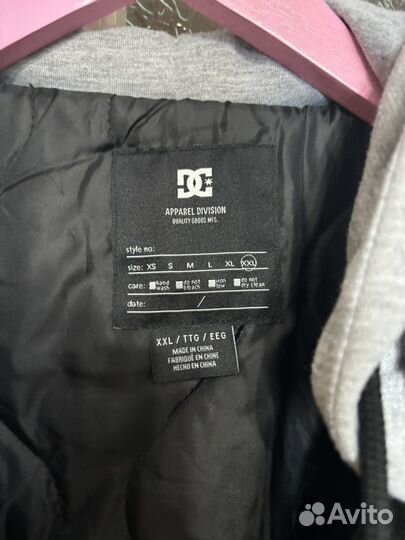 DC
APPAREL DIVISION
QUALITY GOODS MFG.
style no:
size: XS S M L XL XXL
care: hand wash do not bleach iron low do not dry clean
date: /
XXL / TTG / EEG
MADE IN CHINA
FABRIQUÉ EN CHINE
HECHO EN CHINA
Avito